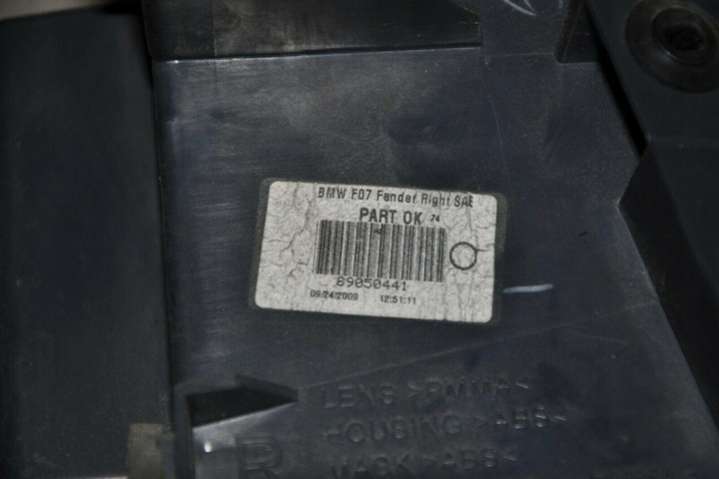 BMW F07 Fender Right SAE
PART OK 74
89050441
09/24/2009 12:51:11
LENS >PMMA<
HOUSING >ABS<
MASK >ABS<
R